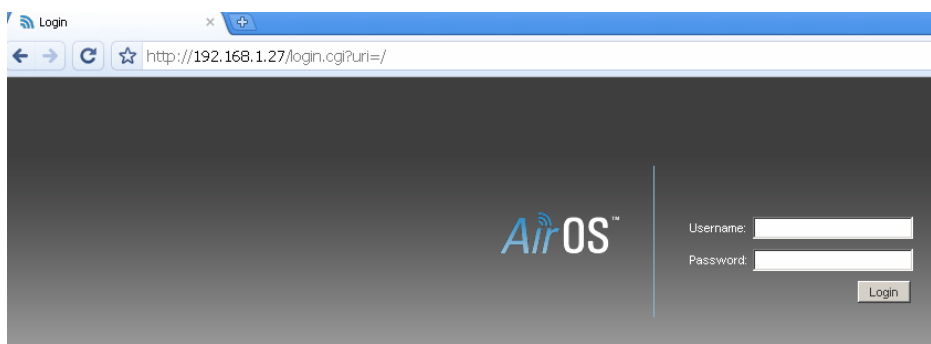 Login
http://192.168.1.27/login.cgi?uri=/
AirOS™
Username:
Password:
Login